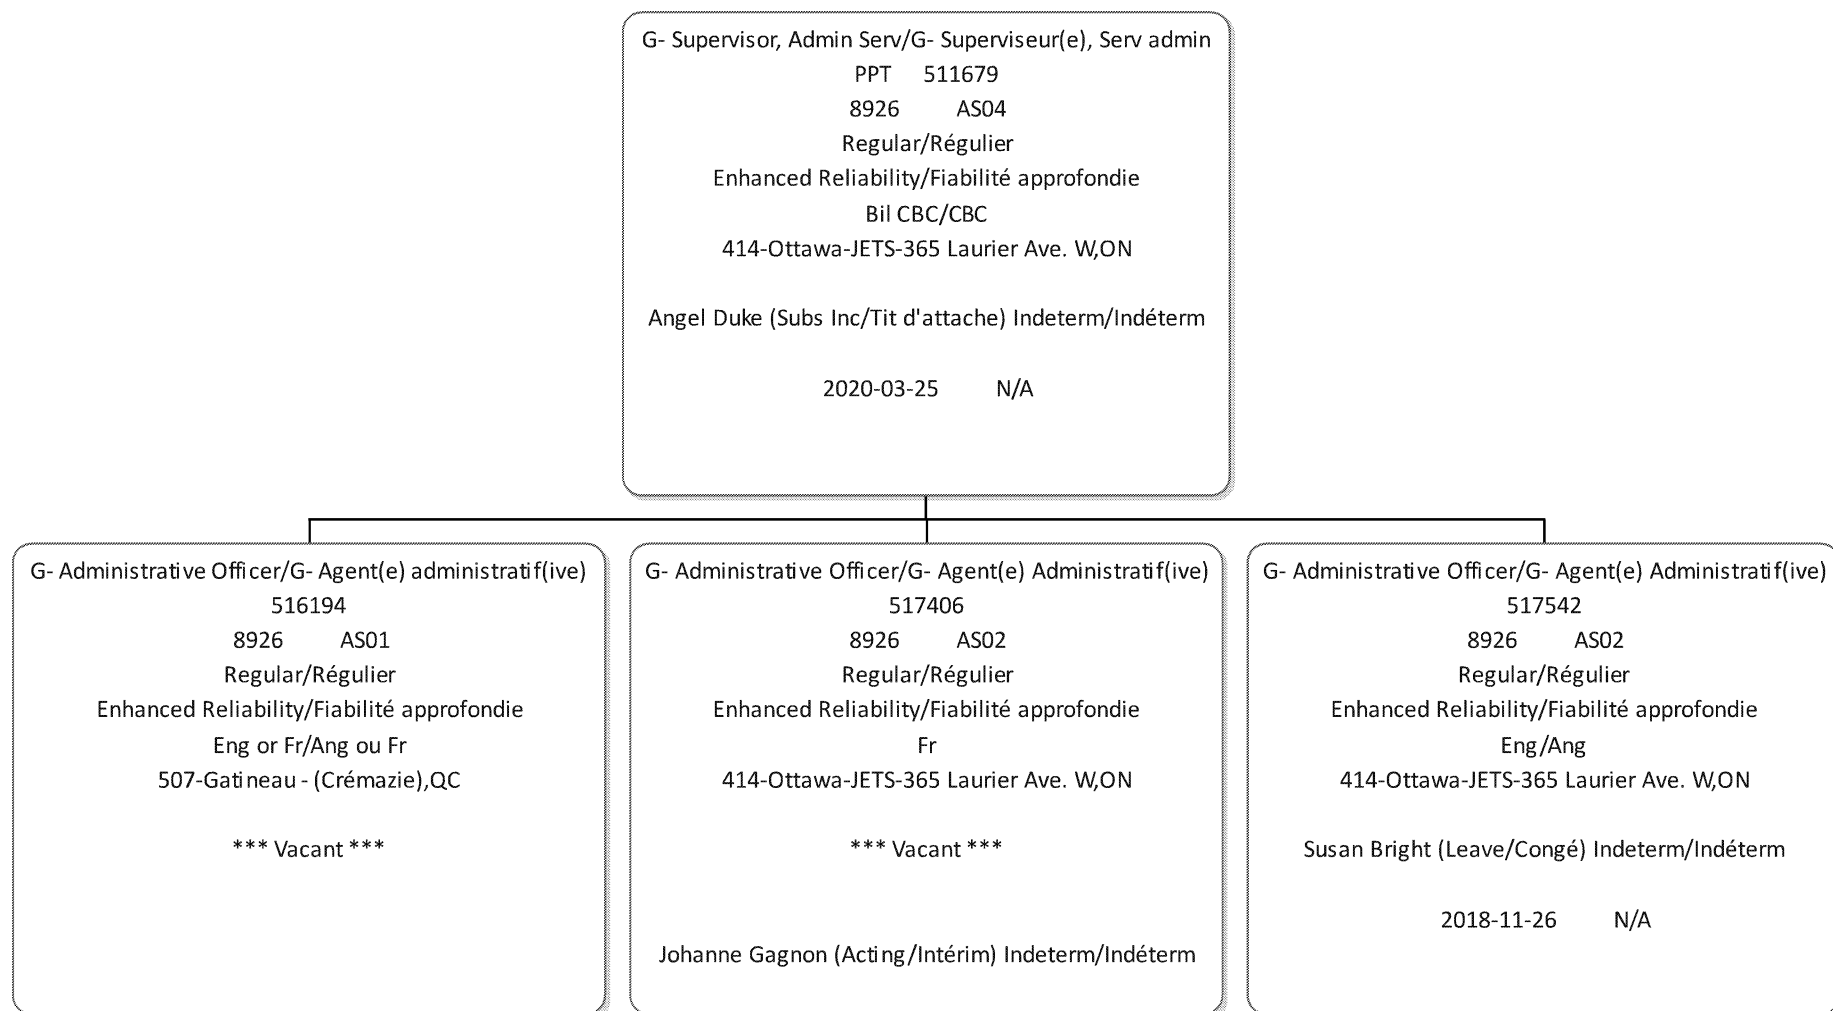 G- Supervisor, Admin Serv/G- Superviseur(e), Serv admin
PPT 511679
8926 AS04
Regular/Régulier
Enhanced Reliability/Fiabilité approfondie
Bil CBC/CBC
414-Ottawa-JETS-365 Laurier Ave. W,ON
Angel Duke (Subs Inc/Tit d'attache) Indeterm/Indéterm
2020-03-25 N/A
G- Administrative Officer/G- Agent(e) administratif(ive)
516194
8926 AS01
Regular/Régulier
Enhanced Reliability/Fiabilité approfondie
Eng or Fr/Ang ou Fr
507-Gatineau - (Crémazie),QC
*** Vacant ***
G- Administrative Officer/G- Agent(e) Administratif(ive)
517406
8926 AS02
Regular/Régulier
Enhanced Reliability/Fiabilité approfondie
Fr
414-Ottawa-JETS-365 Laurier Ave. W,ON
*** Vacant ***
Johanne Gagnon (Acting/Intérim) Indeterm/Indéterm
G- Administrative Officer/G- Agent(e) Administratif(ive)
517542
8926 AS02
Regular/Régulier
Enhanced Reliability/Fiabilité approfondie
Eng/Ang
414-Ottawa-JETS-365 Laurier Ave. W,ON
Susan Bright (Leave/Congé) Indeterm/Indéterm
2018-11-26 N/A